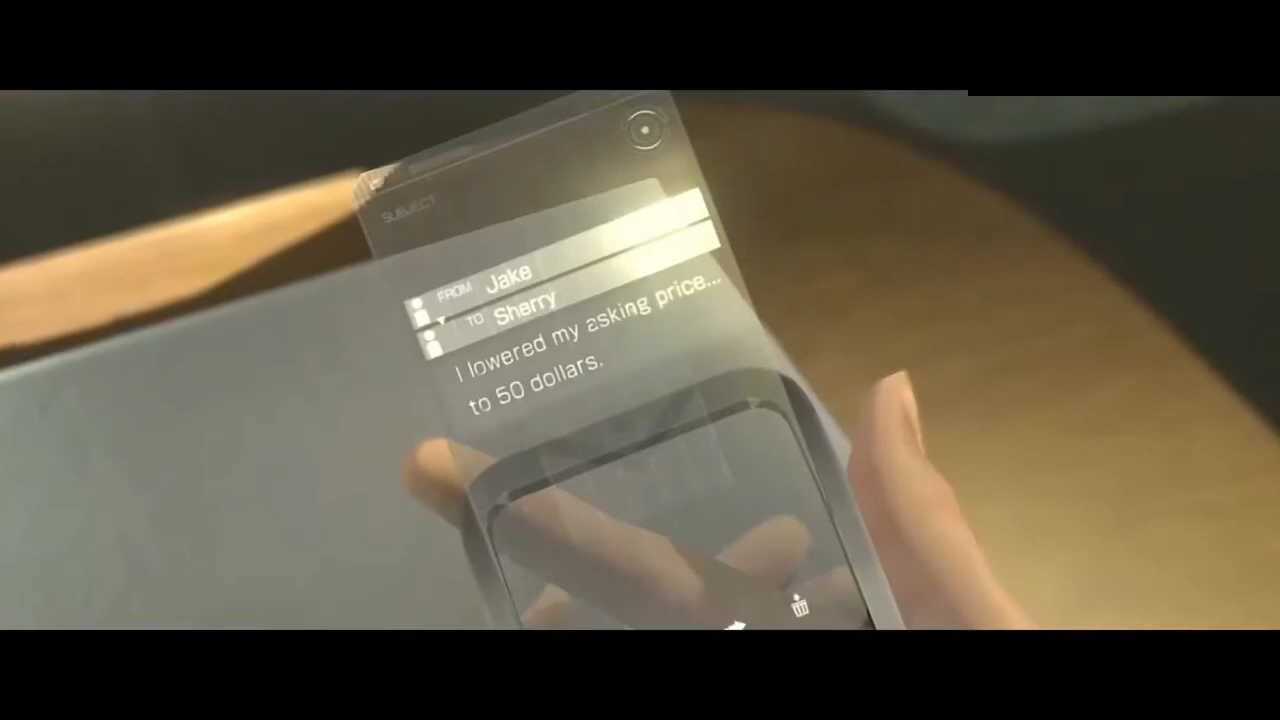 SUBJECT
FROM Jake
TO Sherry
I lowered my asking price...
to 50 dollars.